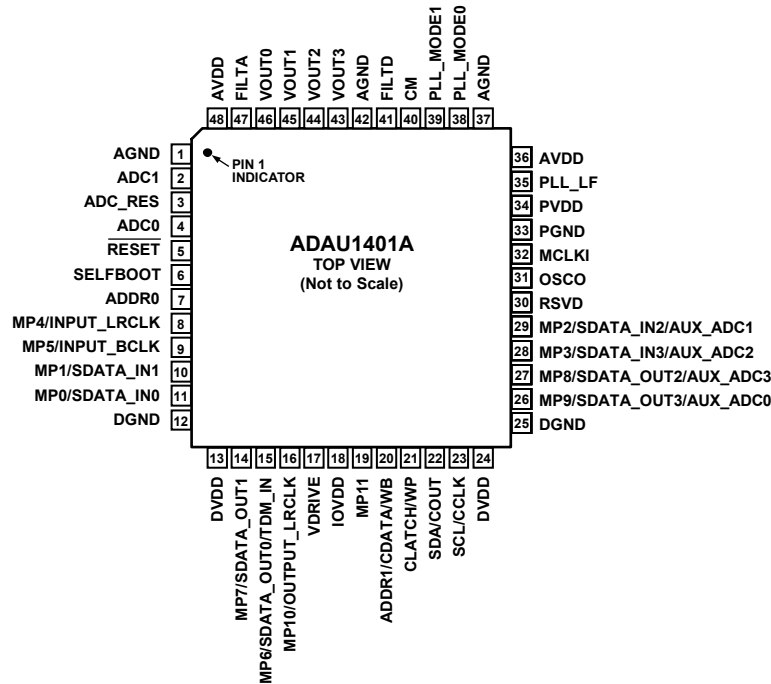 AVDD
FILTA
VOUT0
VOUT1
VOUT2
VOUT3
AGND
FILTD
CM
PLL_MODE1
PLL_MODE0
AGND
48
47
46
45
44
43
42
41
40
39
38
37
AGND 1
ADC1 2
ADC_RES 3
ADC0 4
RESET 5
SELFBOOT 6
ADDR0 7
MP4/INPUT_LRCLK 8
MP5/INPUT_BCLK 9
MP1/SDATA_IN1 10
MP0/SDATA_IN0 11
DGND 12
PIN 1
INDICATOR
ADAU1401A
TOP VIEW
(Not to Scale)
36 AVDD
35 PLL_LF
34 PVDD
33 PGND
32 MCLKI
31 OSCO
30 RSVD
29 MP2/SDATA_IN2/AUX_ADC1
28 MP3/SDATA_IN3/AUX_ADC2
27 MP8/SDATA_OUT2/AUX_ADC3
26 MP9/SDATA_OUT3/AUX_ADC0
25 DGND
13
14
15
16
17
18
19
20
21
22
23
24
DVDD
MP7/SDATA_OUT1
MP6/SDATA_OUT0/TDM_IN
MP10/OUTPUT_LRCLK
VDRIVE
IOVDD
MP11
ADDR1/CDATA/WB
CLATCH/WP
SDA/COUT
SCL/CCLK
DVDD